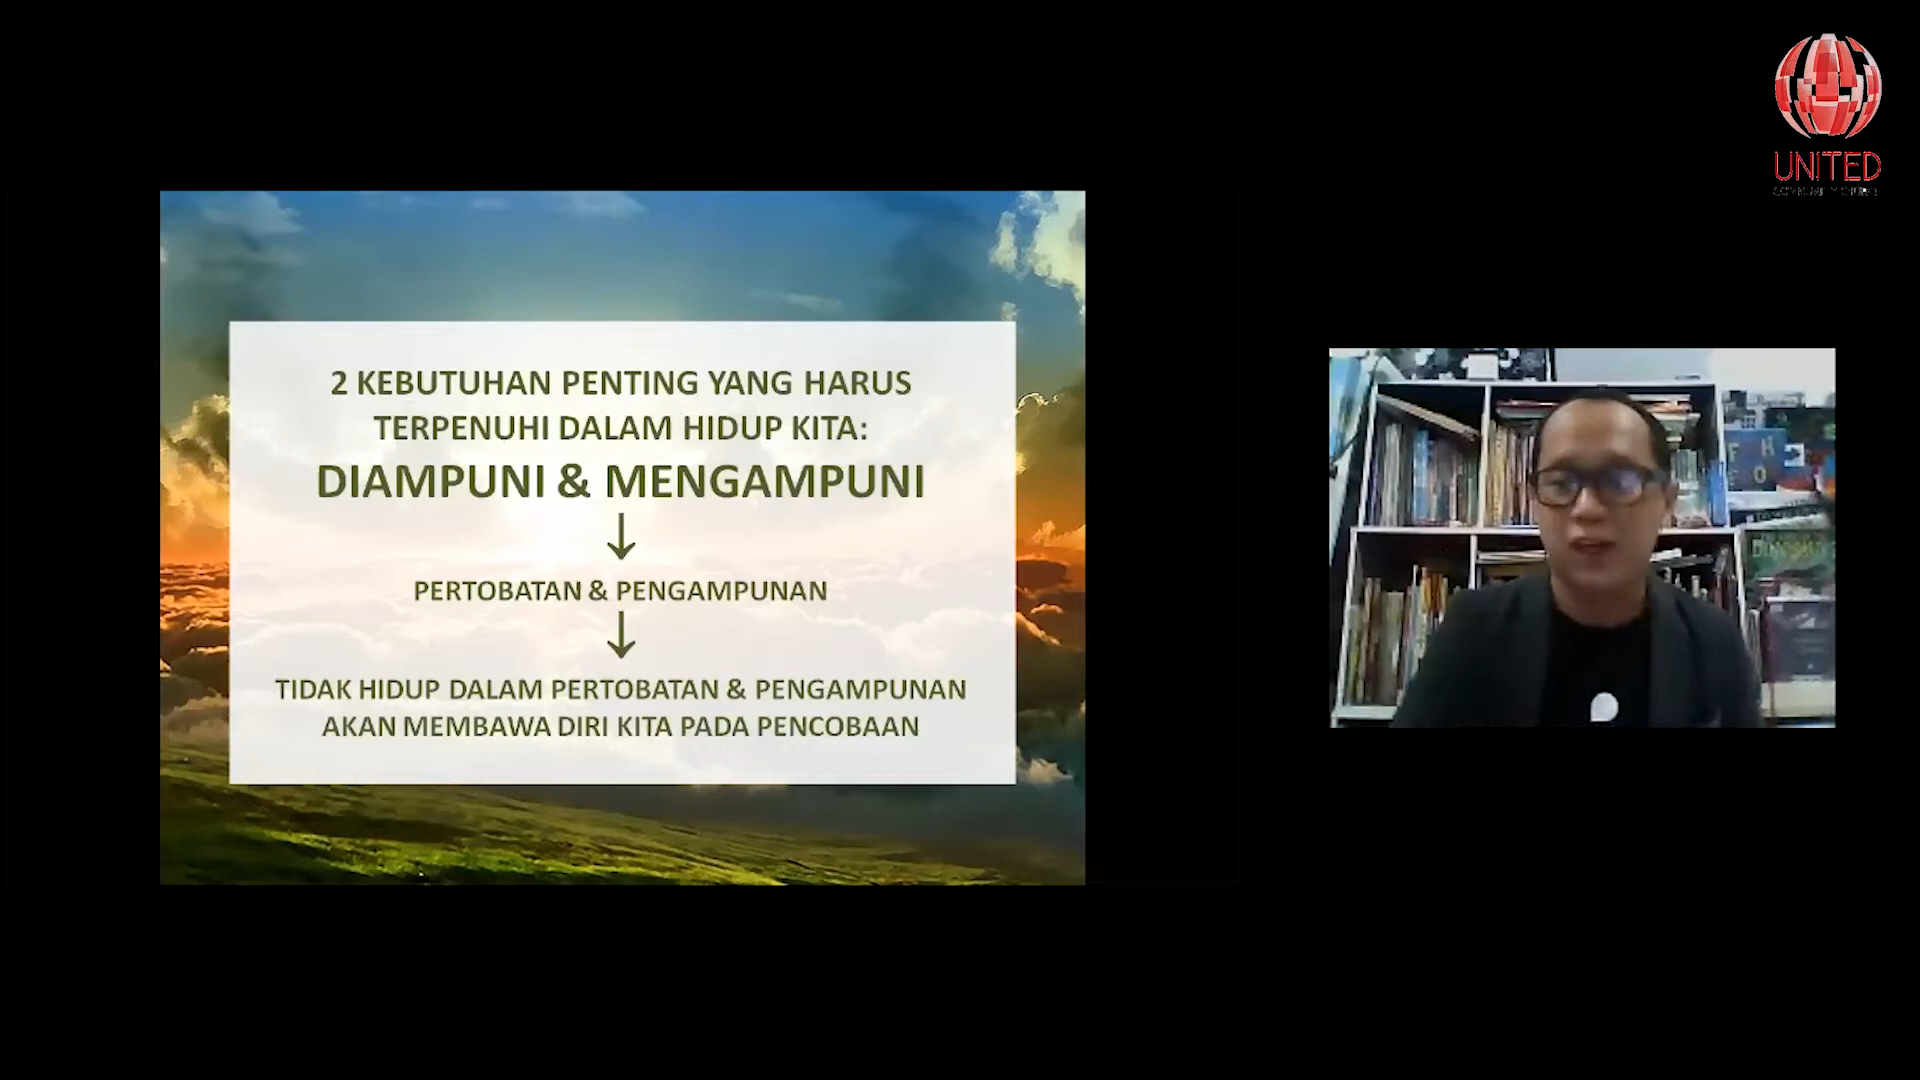 2 KEBUTUHAN PENTING YANG HARUS
TERPENUHI DALAM HIDUP KITA:
DIAMPUNI & MENGAMPUNI
PERTOBATAN & PENGAMPUNAN
TIDAK HIDUP DALAM PERTOBATAN & PENGAMPUNAN
AKAN MEMBAWA DIRI KITA PADA PENCOBAAN
UNITED